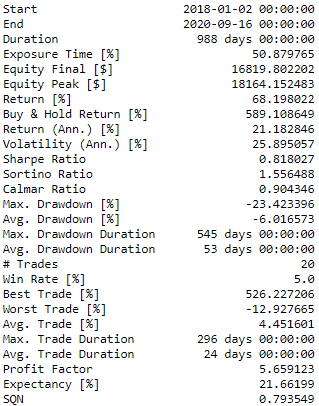 Start 2018-01-02 00:00:00
End 2020-09-16 00:00:00
Duration 988 days 00:00:00
Exposure Time [%] 50.879765
Equity Final [$] 16819.802202
Equity Peak [$] 18164.152483
Return [%] 68.198022
Buy & Hold Return [%] 589.108649
Return (Ann.) [%] 21.182846
Volatility (Ann.) [%] 25.895057
Sharpe Ratio 0.818027
Sortino Ratio 1.556488
Calmar Ratio 0.904346
Max. Drawdown [%] -23.423396
Avg. Drawdown [%] -6.016573
Max. Drawdown Duration 545 days 00:00:00
Avg. Drawdown Duration 53 days 00:00:00
# Trades 20
Win Rate [%] 5.0
Best Trade [%] 526.227206
Worst Trade [%] -12.927665
Avg. Trade [%] 4.451601
Max. Trade Duration 296 days 00:00:00
Avg. Trade Duration 24 days 00:00:00
Profit Factor 5.659123
Expectancy [%] 21.66199
SQN 0.793549